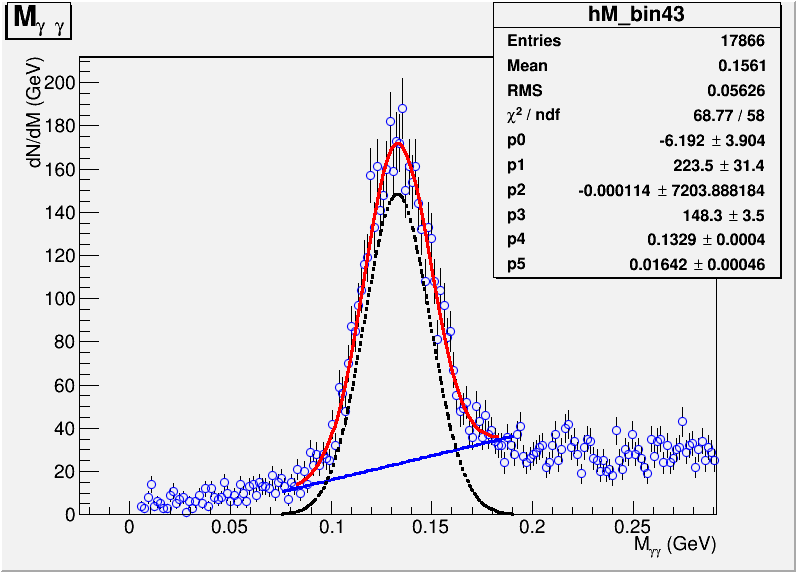 Mγ γ
hM_bin43
Entries 17866
Mean 0.1561
RMS 0.05626
χ² / ndf 68.77 / 58
p0 -6.192 ± 3.904
p1 223.5 ± 31.4
p2 -0.000114 ± 7203.888184
p3 148.3 ± 3.5
p4 0.1329 ± 0.0004
p5 0.01642 ± 0.00046
dN/dM (GeV)
200
180
160
140
120
100
80
60
40
20
0
0 0.05 0.1 0.15 0.2 0.25
Mγγ (GeV)